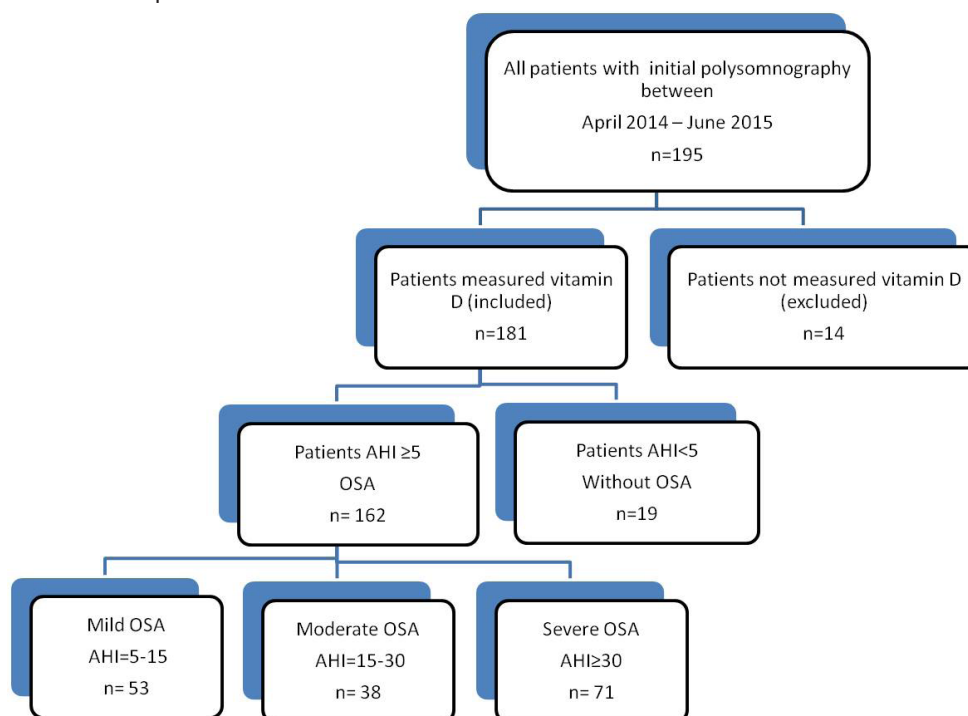 All patients with initial polysomnography
between
April 2014 – June 2015
n=195
Patients measured vitamin
D (included)
n=181
Patients not measured vitamin D
(excluded)
n=14
Patients AHI ≥5
OSA
n= 162
Patients AHI<5
Without OSA
n=19
Mild OSA
AHI=5-15
n= 53
Moderate OSA
AHI=15-30
n= 38
Severe OSA
AHI≥30
n= 71